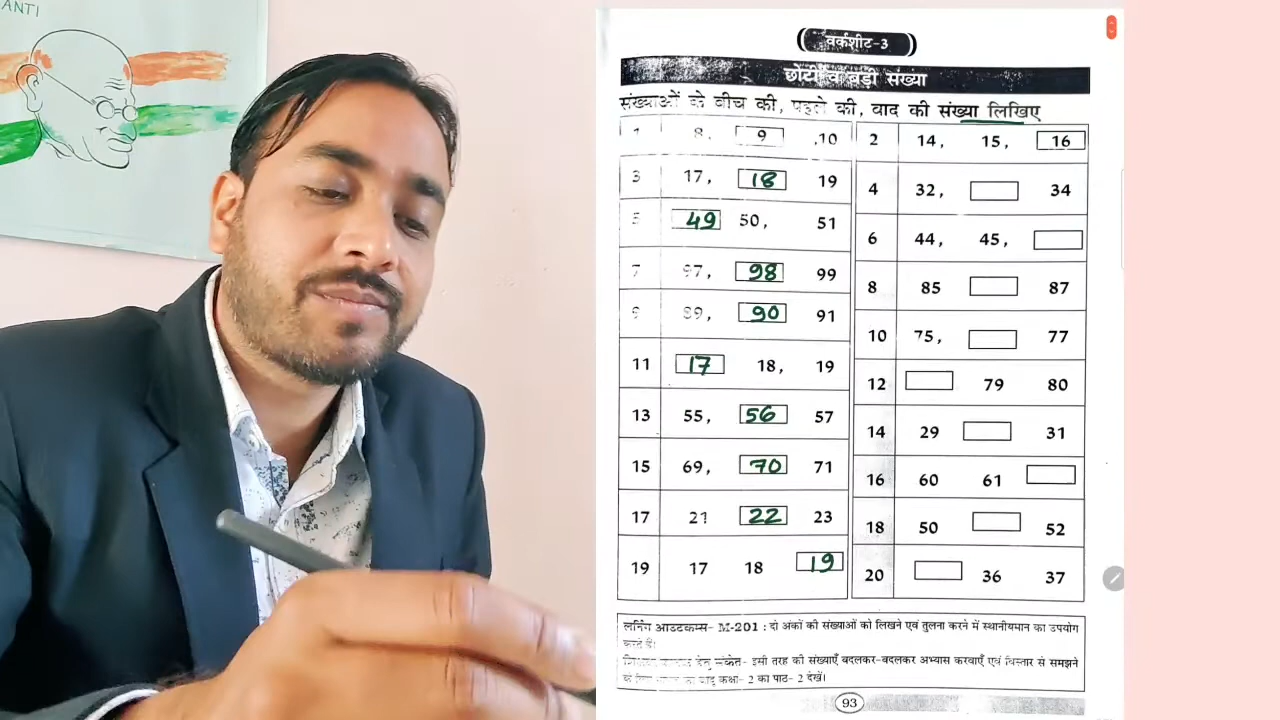 ANTI
वर्कशीट-3
छोटी व बड़ी संख्या
संख्याओं के बीच की, पहले की, बाद की संख्या लिखिए
1 8, 9 ,10
2 14, 15, 16
3 17, 18 19
4 32, 34
5 49 50, 51
6 44, 45,
7 97, 98 99
8 85 87
9 89, 90 91
10 75, 77
11 17 18, 19
12 79 80
13 55, 56 57
14 29 31
15 69, 70 71
16 60 61
17 21 22 23
18 50 52
19 17 18 19
20 36 37
लर्निंग आउटकम्स- M-201 : दो अंकों की संख्याओं को लिखने एवं तुलना करने में स्थानीयमान का उपयोग
संकेत- इसी तरह की संख्याएँ बदलकर-बदलकर अभ्यास करवाएँ एवं विस्तार से समझने
कक्षा- 2 का पाठ- 2 देखें।
93